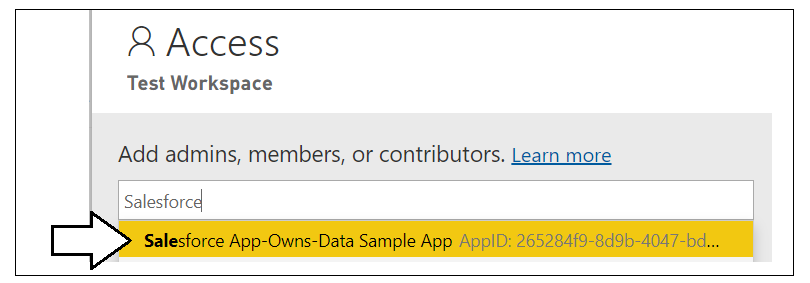 Access
Test Workspace
Add admins, members, or contributors. Learn more
Salesforce
Salesforce App-Owns-Data Sample App AppID: 265284f9-8d9b-4047-bd...